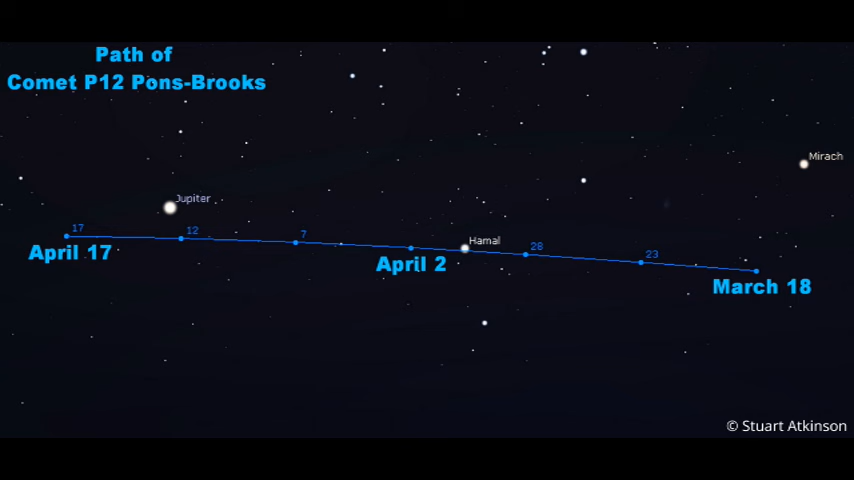 Path of
Comet P12 Pons-Brooks
Mirach
Jupiter
17
12
7
Hamal
28
23
April 17
April 2
March 18
© Stuart Atkinson